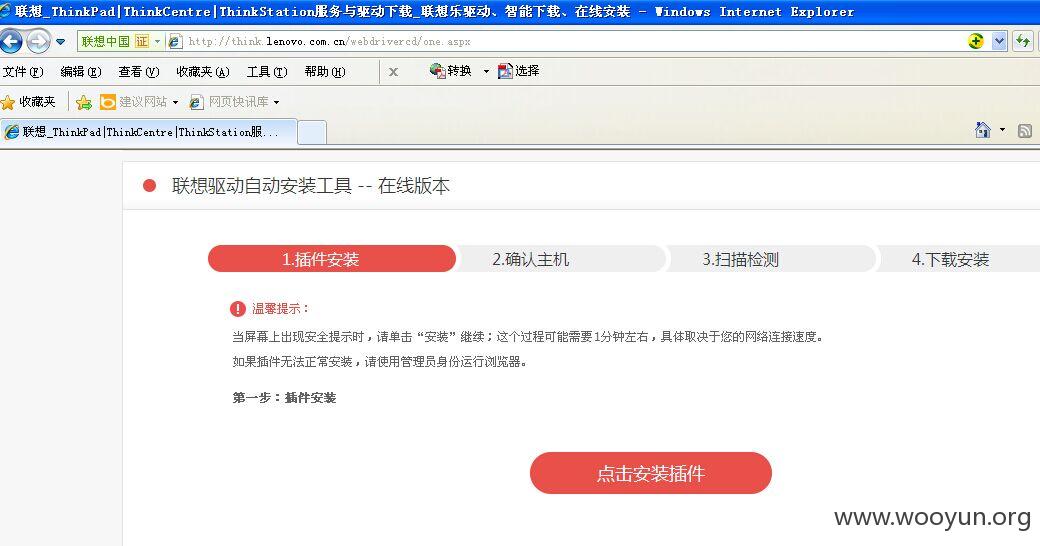 联想_ThinkPad|ThinkCentre|ThinkStation服务与驱动下载_联想乐驱动、智能下载、在线安装 - Windows Internet Explorer
联想中国 证 http://think.lenovo.com.cn/webdrivercd/one.aspx
文件(F) 编辑(E) 查看(V) 收藏夹(A) 工具(T) 帮助(H) x 转换 选择
收藏夹 建议网站 网页快讯库
联想_ThinkPad|ThinkCentre|ThinkStation服...
联想驱动自动安装工具 -- 在线版本
1.插件安装 2.确认主机 3.扫描检测 4.下载安装
温馨提示：
当屏幕上出现安全提示时，请单击“安装”继续；这个过程可能需要1分钟左右，具体取决于您的网络连接速度。
如果插件无法正常安装，请使用管理员身份运行浏览器。
第一步：插件安装
点击安装插件
www.wooyun.org